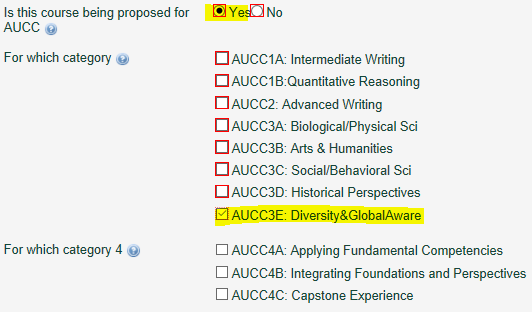 Is this course being proposed for Yes No
AUCC
For which category AUCC1A: Intermediate Writing
AUCC1B:Quantitative Reasoning
AUCC2: Advanced Writing
AUCC3A: Biological/Physical Sci
AUCC3B: Arts & Humanities
AUCC3C: Social/Behavioral Sci
AUCC3D: Historical Perspectives
AUCC3E: Diversity&GlobalAware
For which category 4 AUCC4A: Applying Fundamental Competencies
AUCC4B: Integrating Foundations and Perspectives
AUCC4C: Capstone Experience